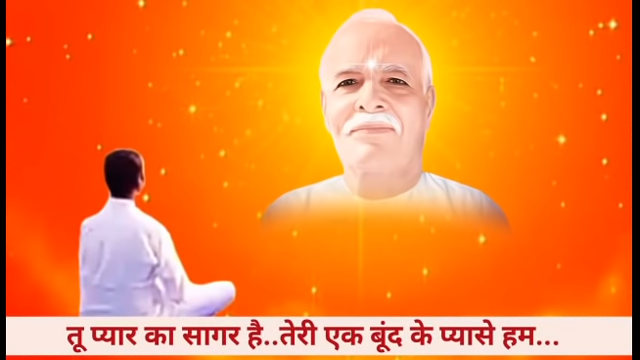 तू प्यार का सागर है..तेरी एक बूंद के प्यासे हम...